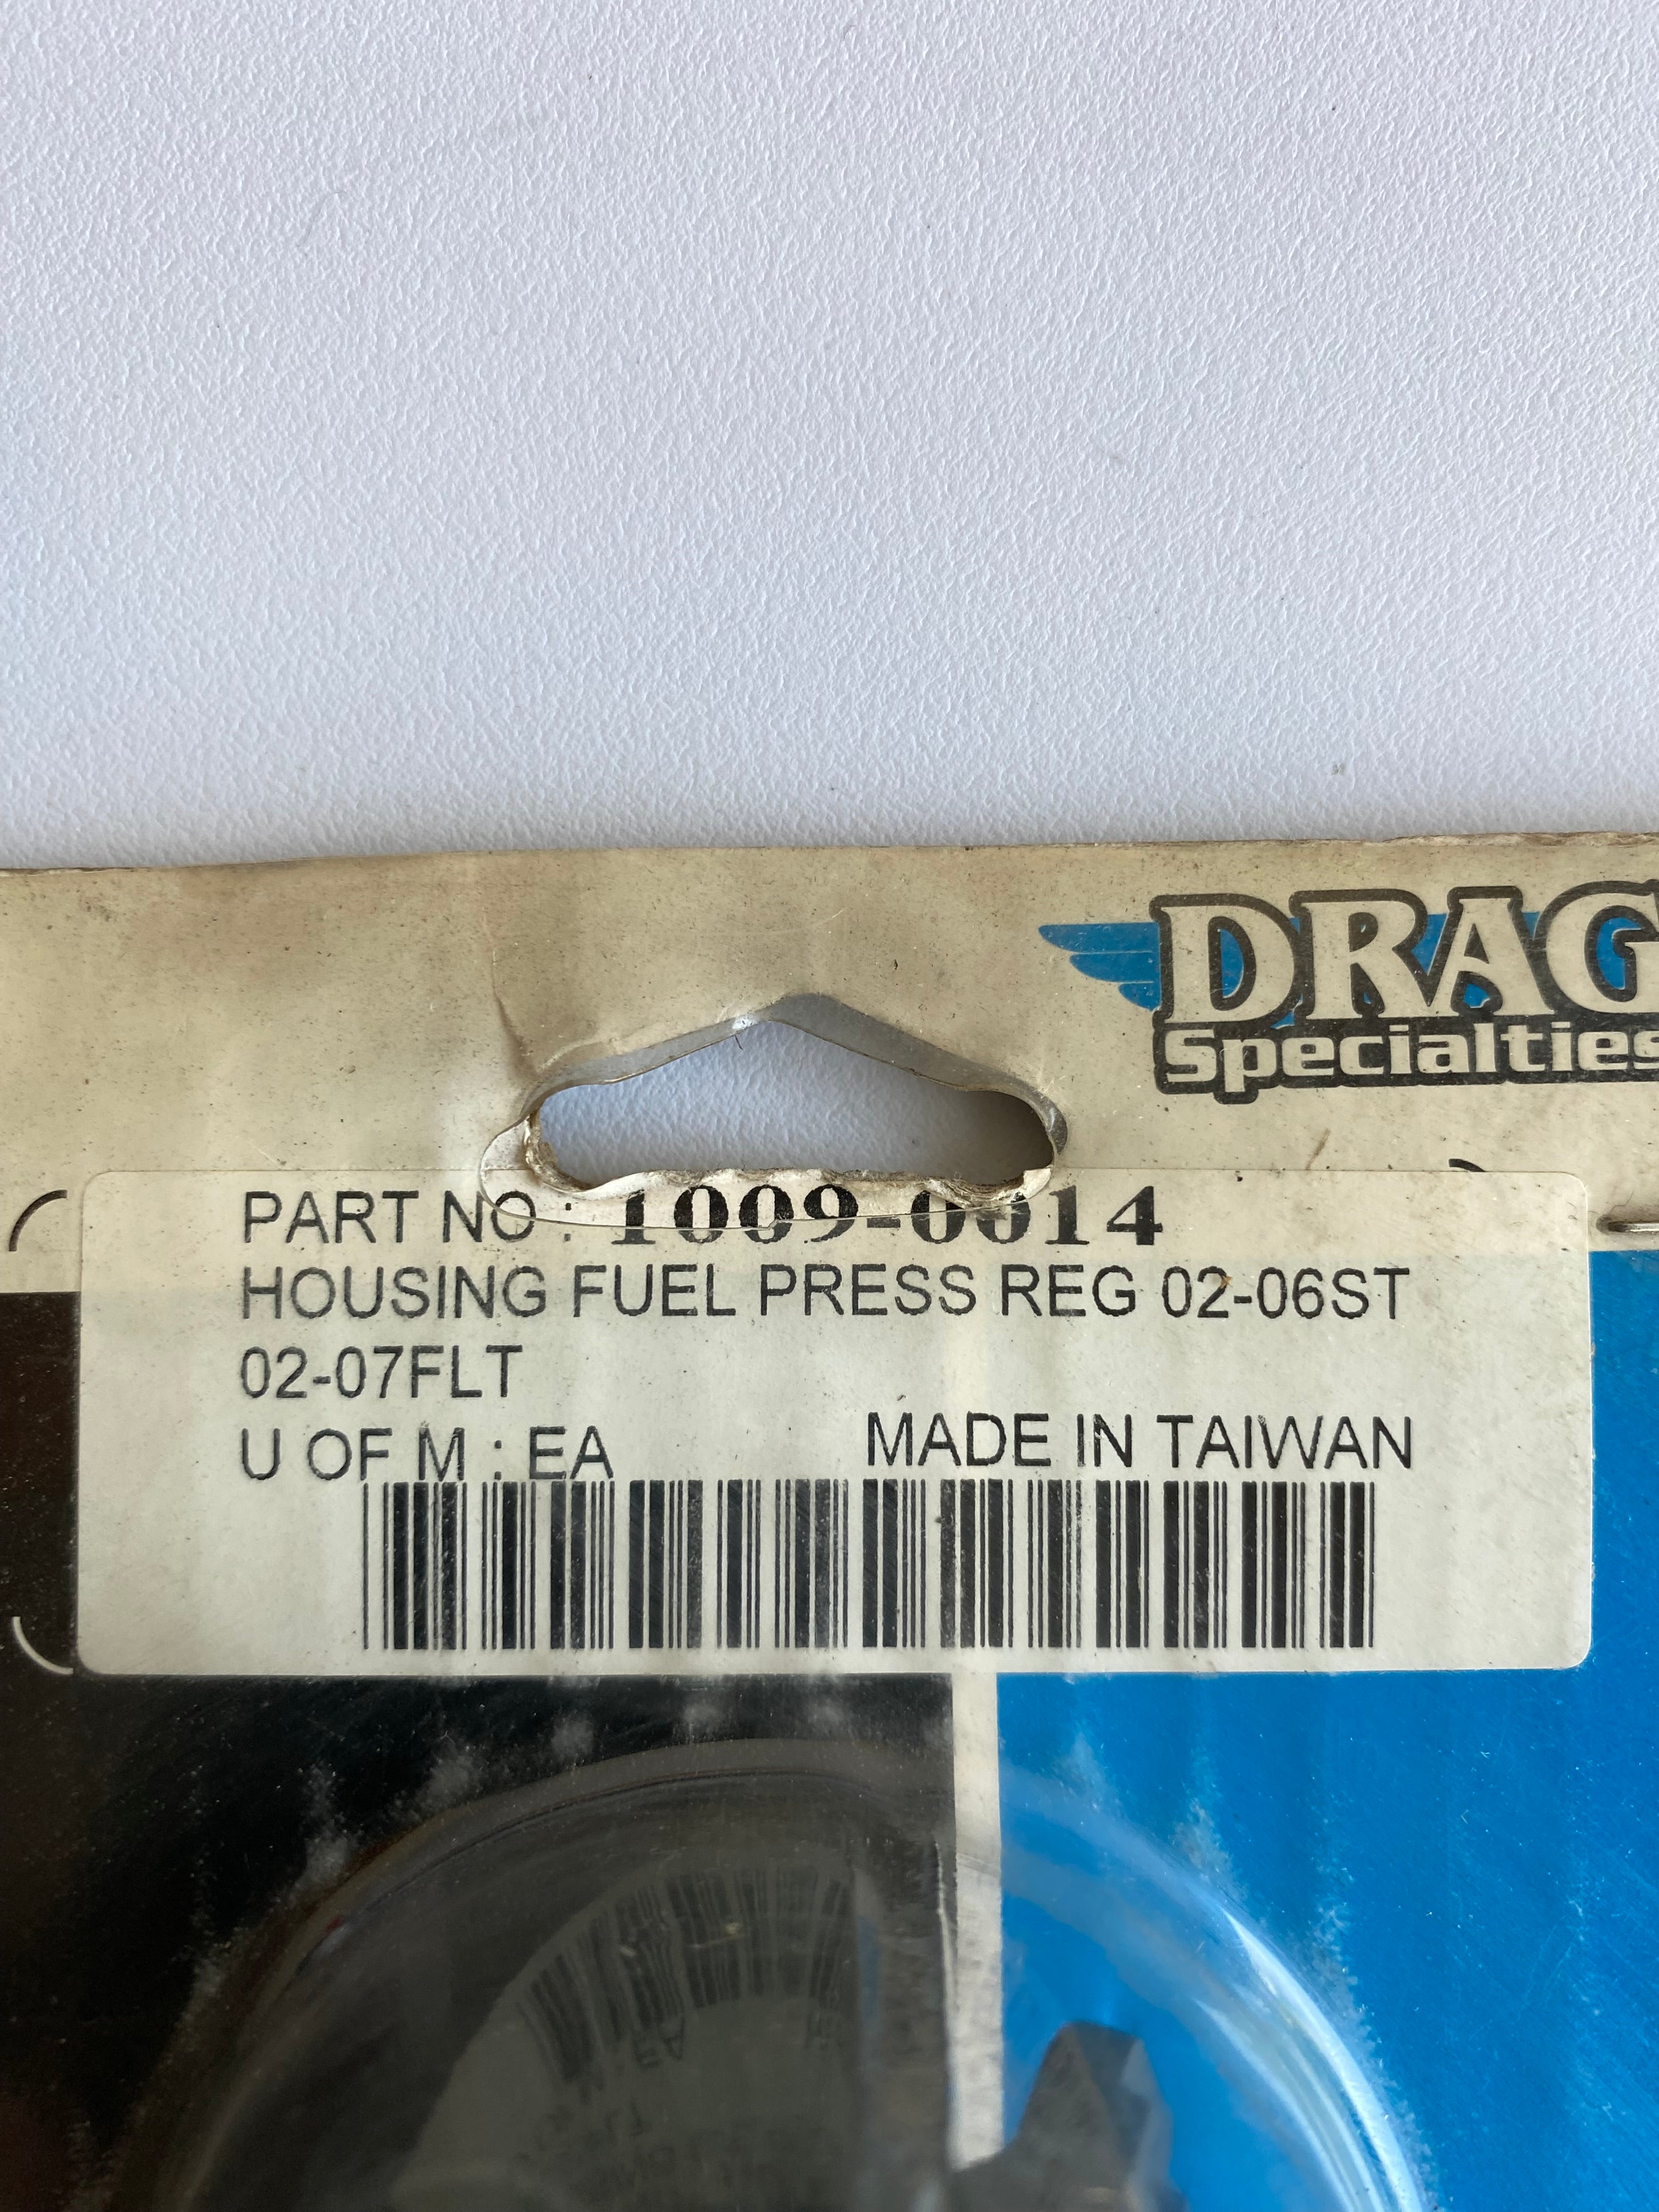 DRAG
Specialties
PART NO : 1009-0014
HOUSING FUEL PRESS REG 02-06ST
02-07FLT
U OF M : EA
MADE IN TAIWAN